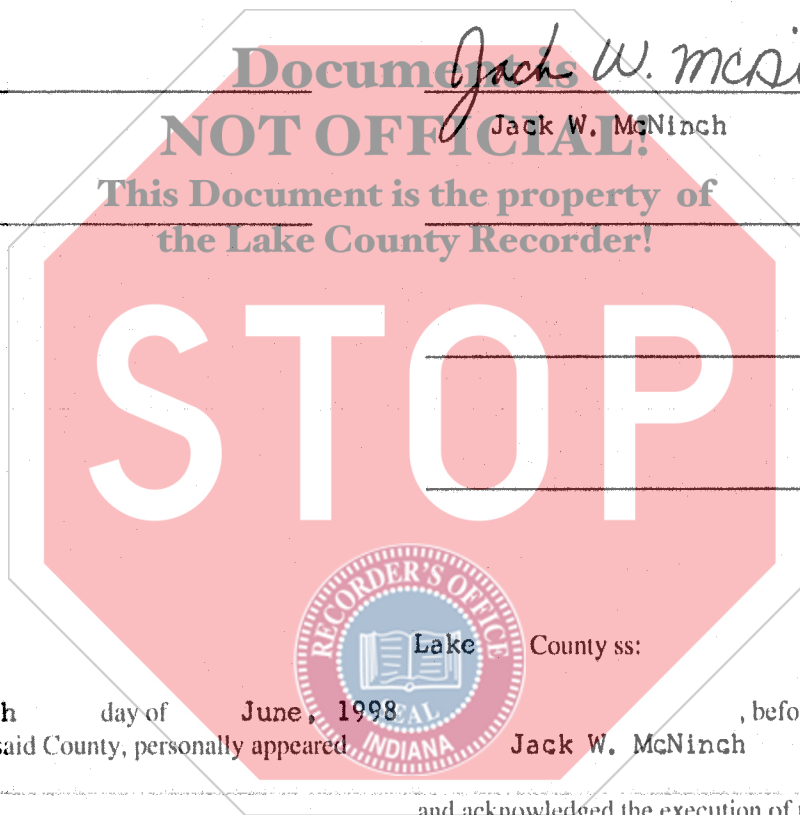 Document is
Jack W. McNi
NOT OFFICIAL!
Jack W. McNinch
This Document is the property of
the Lake County Recorder!
STOP
RECORDER'S OFFICE
Lake County ss:
h day of June, 1998 , befo
SEAL
said County, personally appeared Jack W. McNinch
INDIANA
and acknowledged the execution of